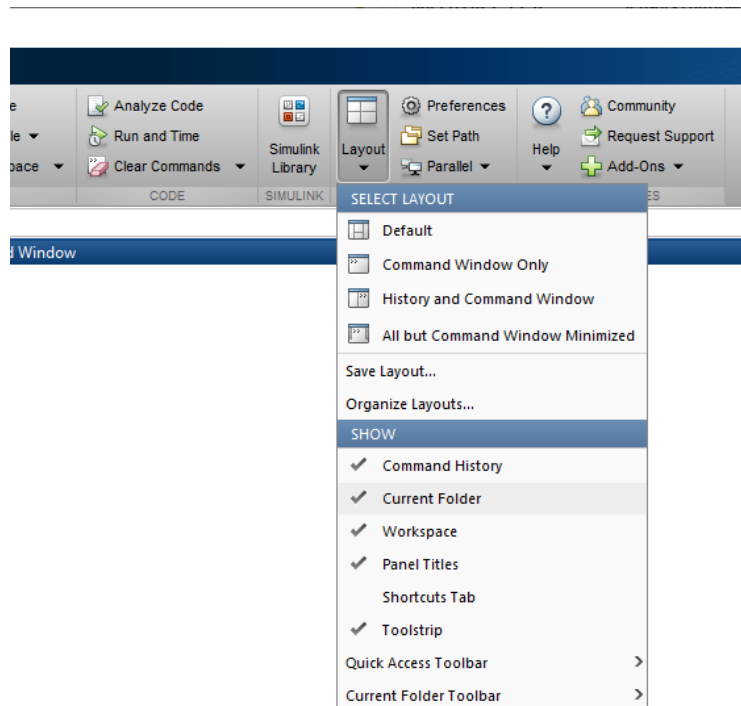 Analyze Code
Run and Time
Clear Commands
CODE
Simulink
Library
SIMULINK
Layout
Preferences
Set Path
Parallel
Help
Community
Request Support
Add-Ons
SELECT LAYOUT
Default
Command Window Only
History and Command Window
All but Command Window Minimized
Save Layout...
Organize Layouts...
SHOW
Command History
Current Folder
Workspace
Panel Titles
Shortcuts Tab
Toolstrip
Quick Access Toolbar
Current Folder Toolbar
Window